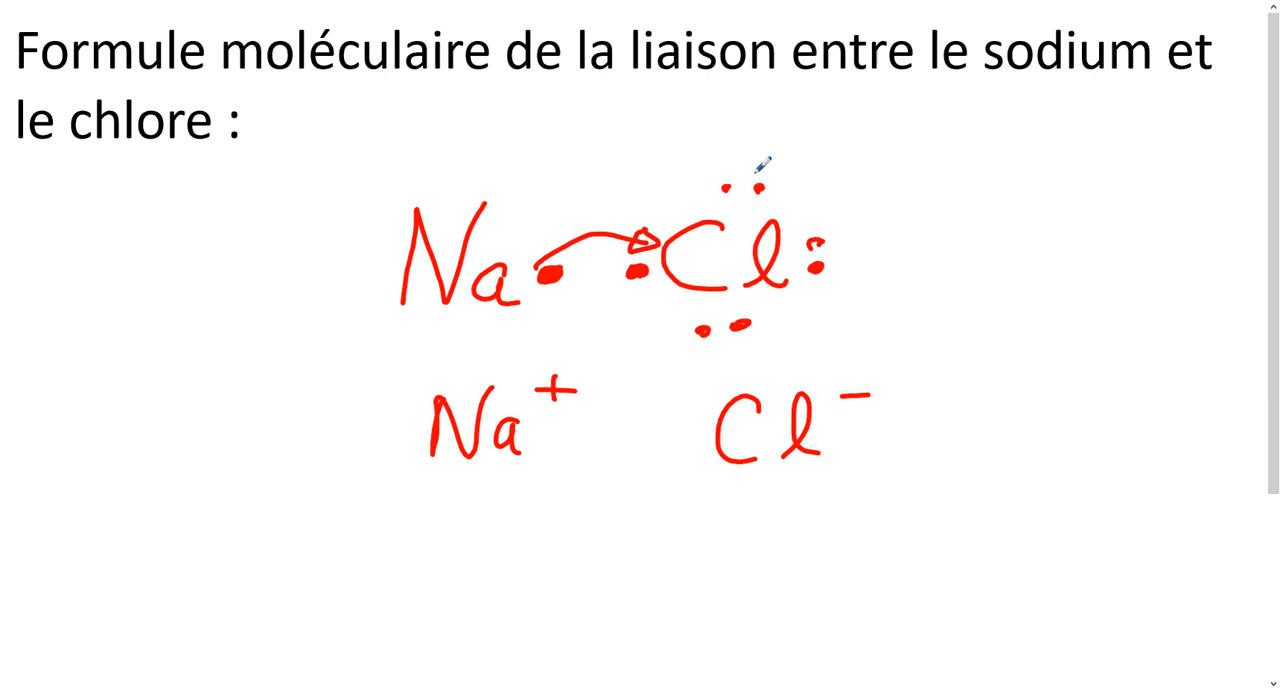 Formule moléculaire de la liaison entre le sodium et
le chlore :
Na Cl
Na⁺ Cl⁻